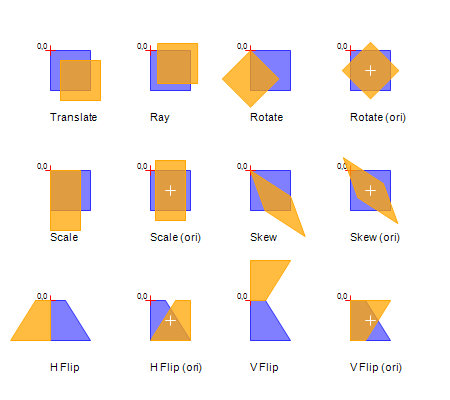 0,0 0,0 0,0 0,0
Translate Ray Rotate Rotate (ori)
0,0 0,0 0,0 0,0
Scale Scale (ori) Skew Skew (ori)
0,0 0,0 0,0 0,0
H Flip H Flip (ori) V Flip V Flip (ori)